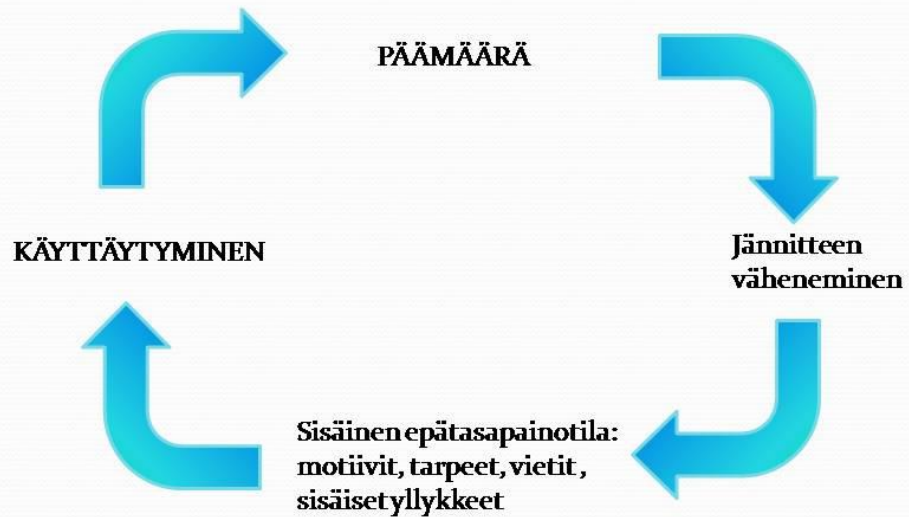 PÄÄMÄÄRÄ
KÄYTTÄYTYMINEN
Jännitteen
väheneminen
Sisäinen epätasapainotila:
motiivit, tarpeet, vietit,
sisäiset yllykkeet